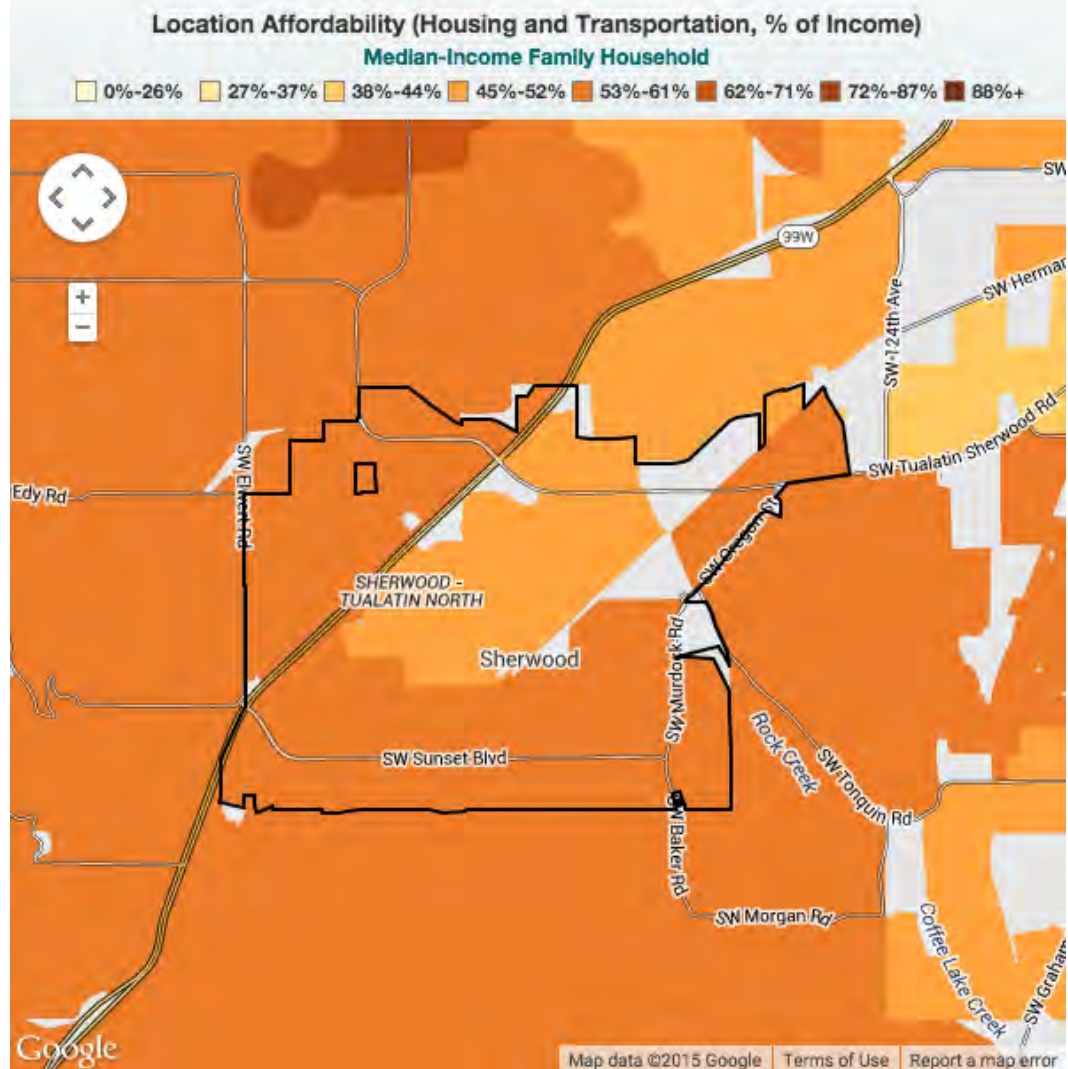 Location Affordability (Housing and Transportation, % of Income)
Median-Income Family Household
0%-26% 27%-37% 38%-44% 45%-52% 53%-61% 62%-71% 72%-87% 88%+
SW
99W
+
−
SW Herman
SW 124th Ave
SW Tualatin Sherwood Rd
Edy Rd
SW Elwert Rd
SW Oregon St
SHERWOOD -
TUALATIN NORTH
Sherwood
SW Murdock Rd
Rock Creek
SW Sunset Blvd
SW Tonquin Rd
SW Baker Rd
SW Morgan Rd
Coffee Lake Creek
SW Graham
Google
Map data ©2015 Google
Terms of Use
Report a map error